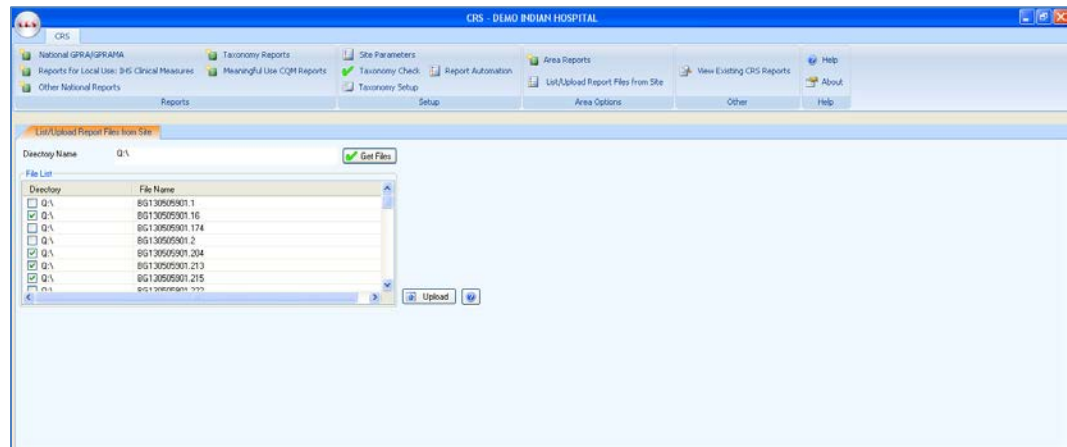 CRS - DEMO INDIAN HOSPITAL
CRS
National GPRA/GPRAMA
Reports for Local Use: IHS Clinical Measures
Other National Reports
Taxonomy Reports
Meaningful Use CQM Reports
Reports
Site Parameters
Taxonomy Check
Report Automation
Taxonomy Setup
Setup
Area Reports
List/Upload Report Files from Site
Area Options
View Existing CRS Reports
Other
Help
About
Help
List/Upload Report Files from Site
Directory Name Q:\ Get Files
File List
Directory File Name
Q:\ BG130505901.1
Q:\ BG130505901.16
Q:\ BG130505901.174
Q:\ BG130505901.2
Q:\ BG130505901.204
Q:\ BG130505901.213
Q:\ BG130505901.215
Q:\ BG130505901.222
Upload